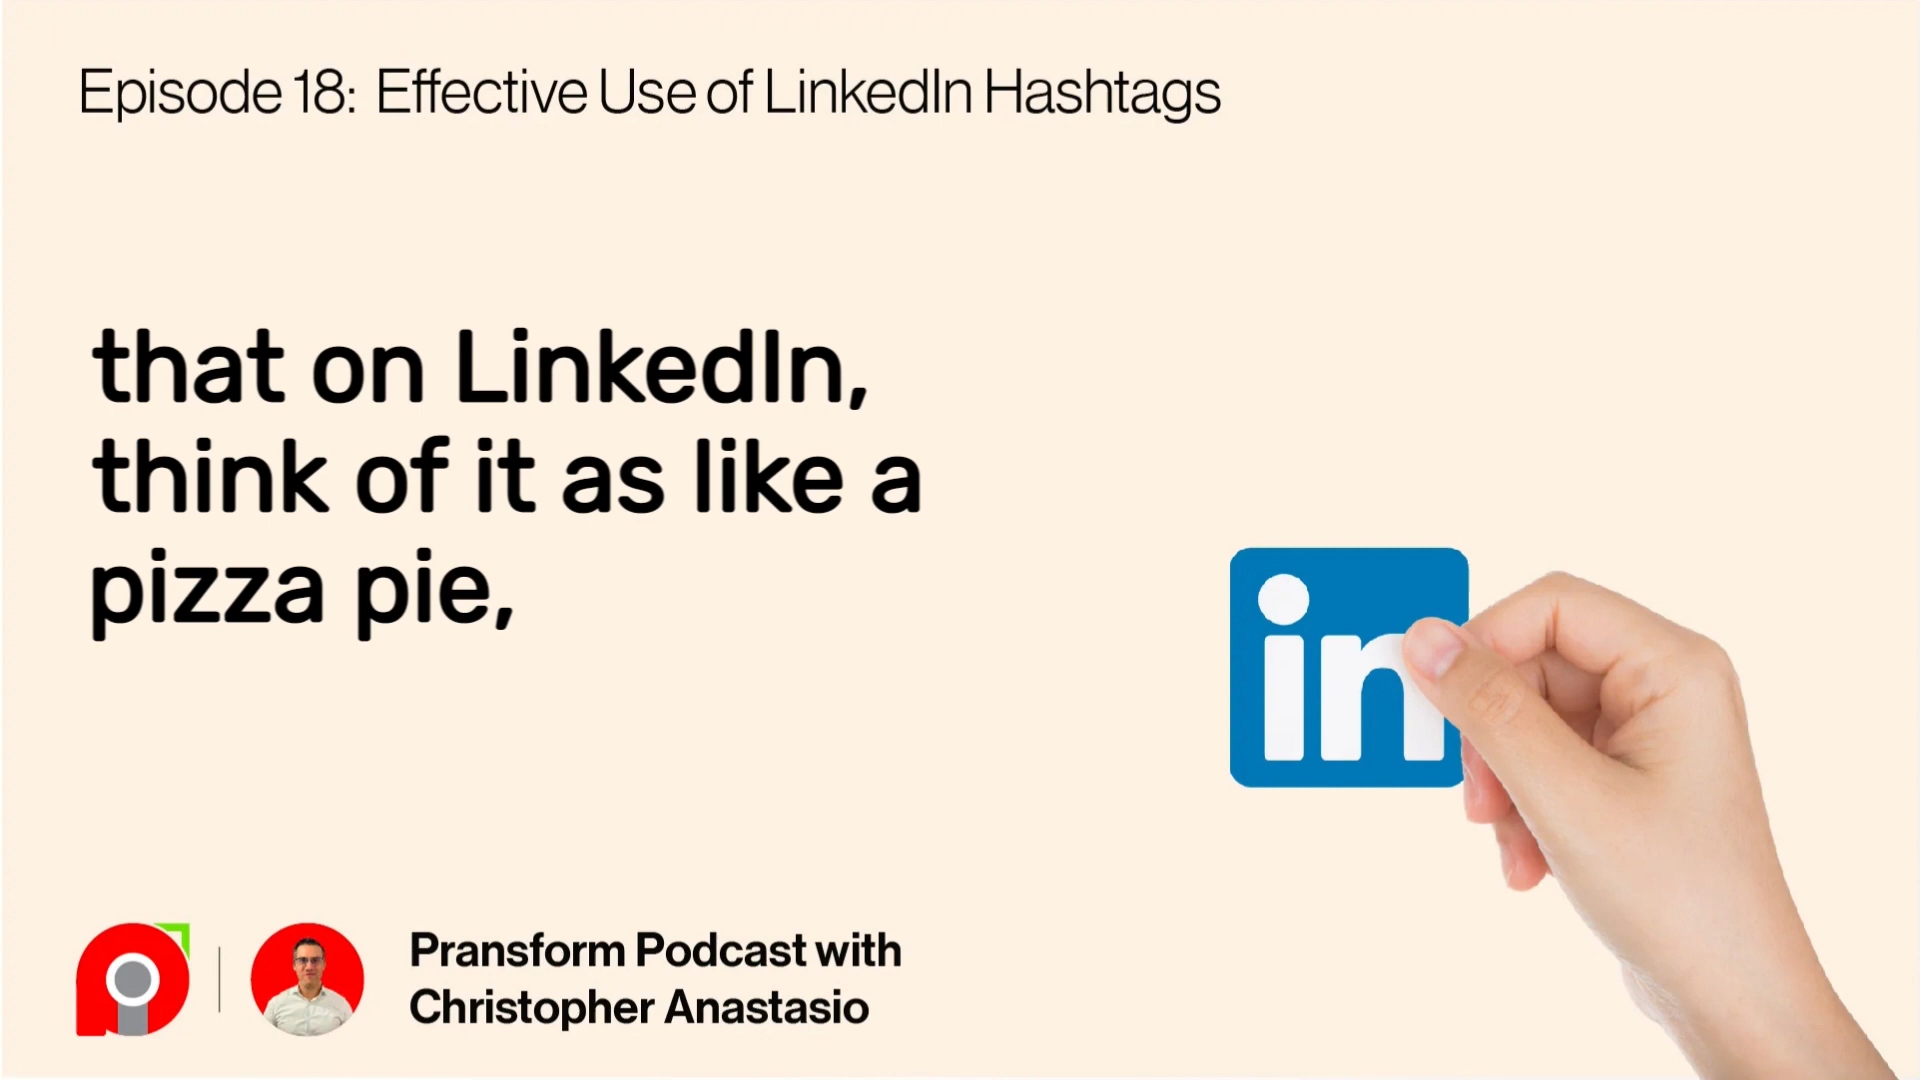 Episode 18: Effective Use of LinkedIn Hashtags
that on LinkedIn,
think of it as like a
pizza pie,
in
Pransform Podcast with
Christopher Anastasio